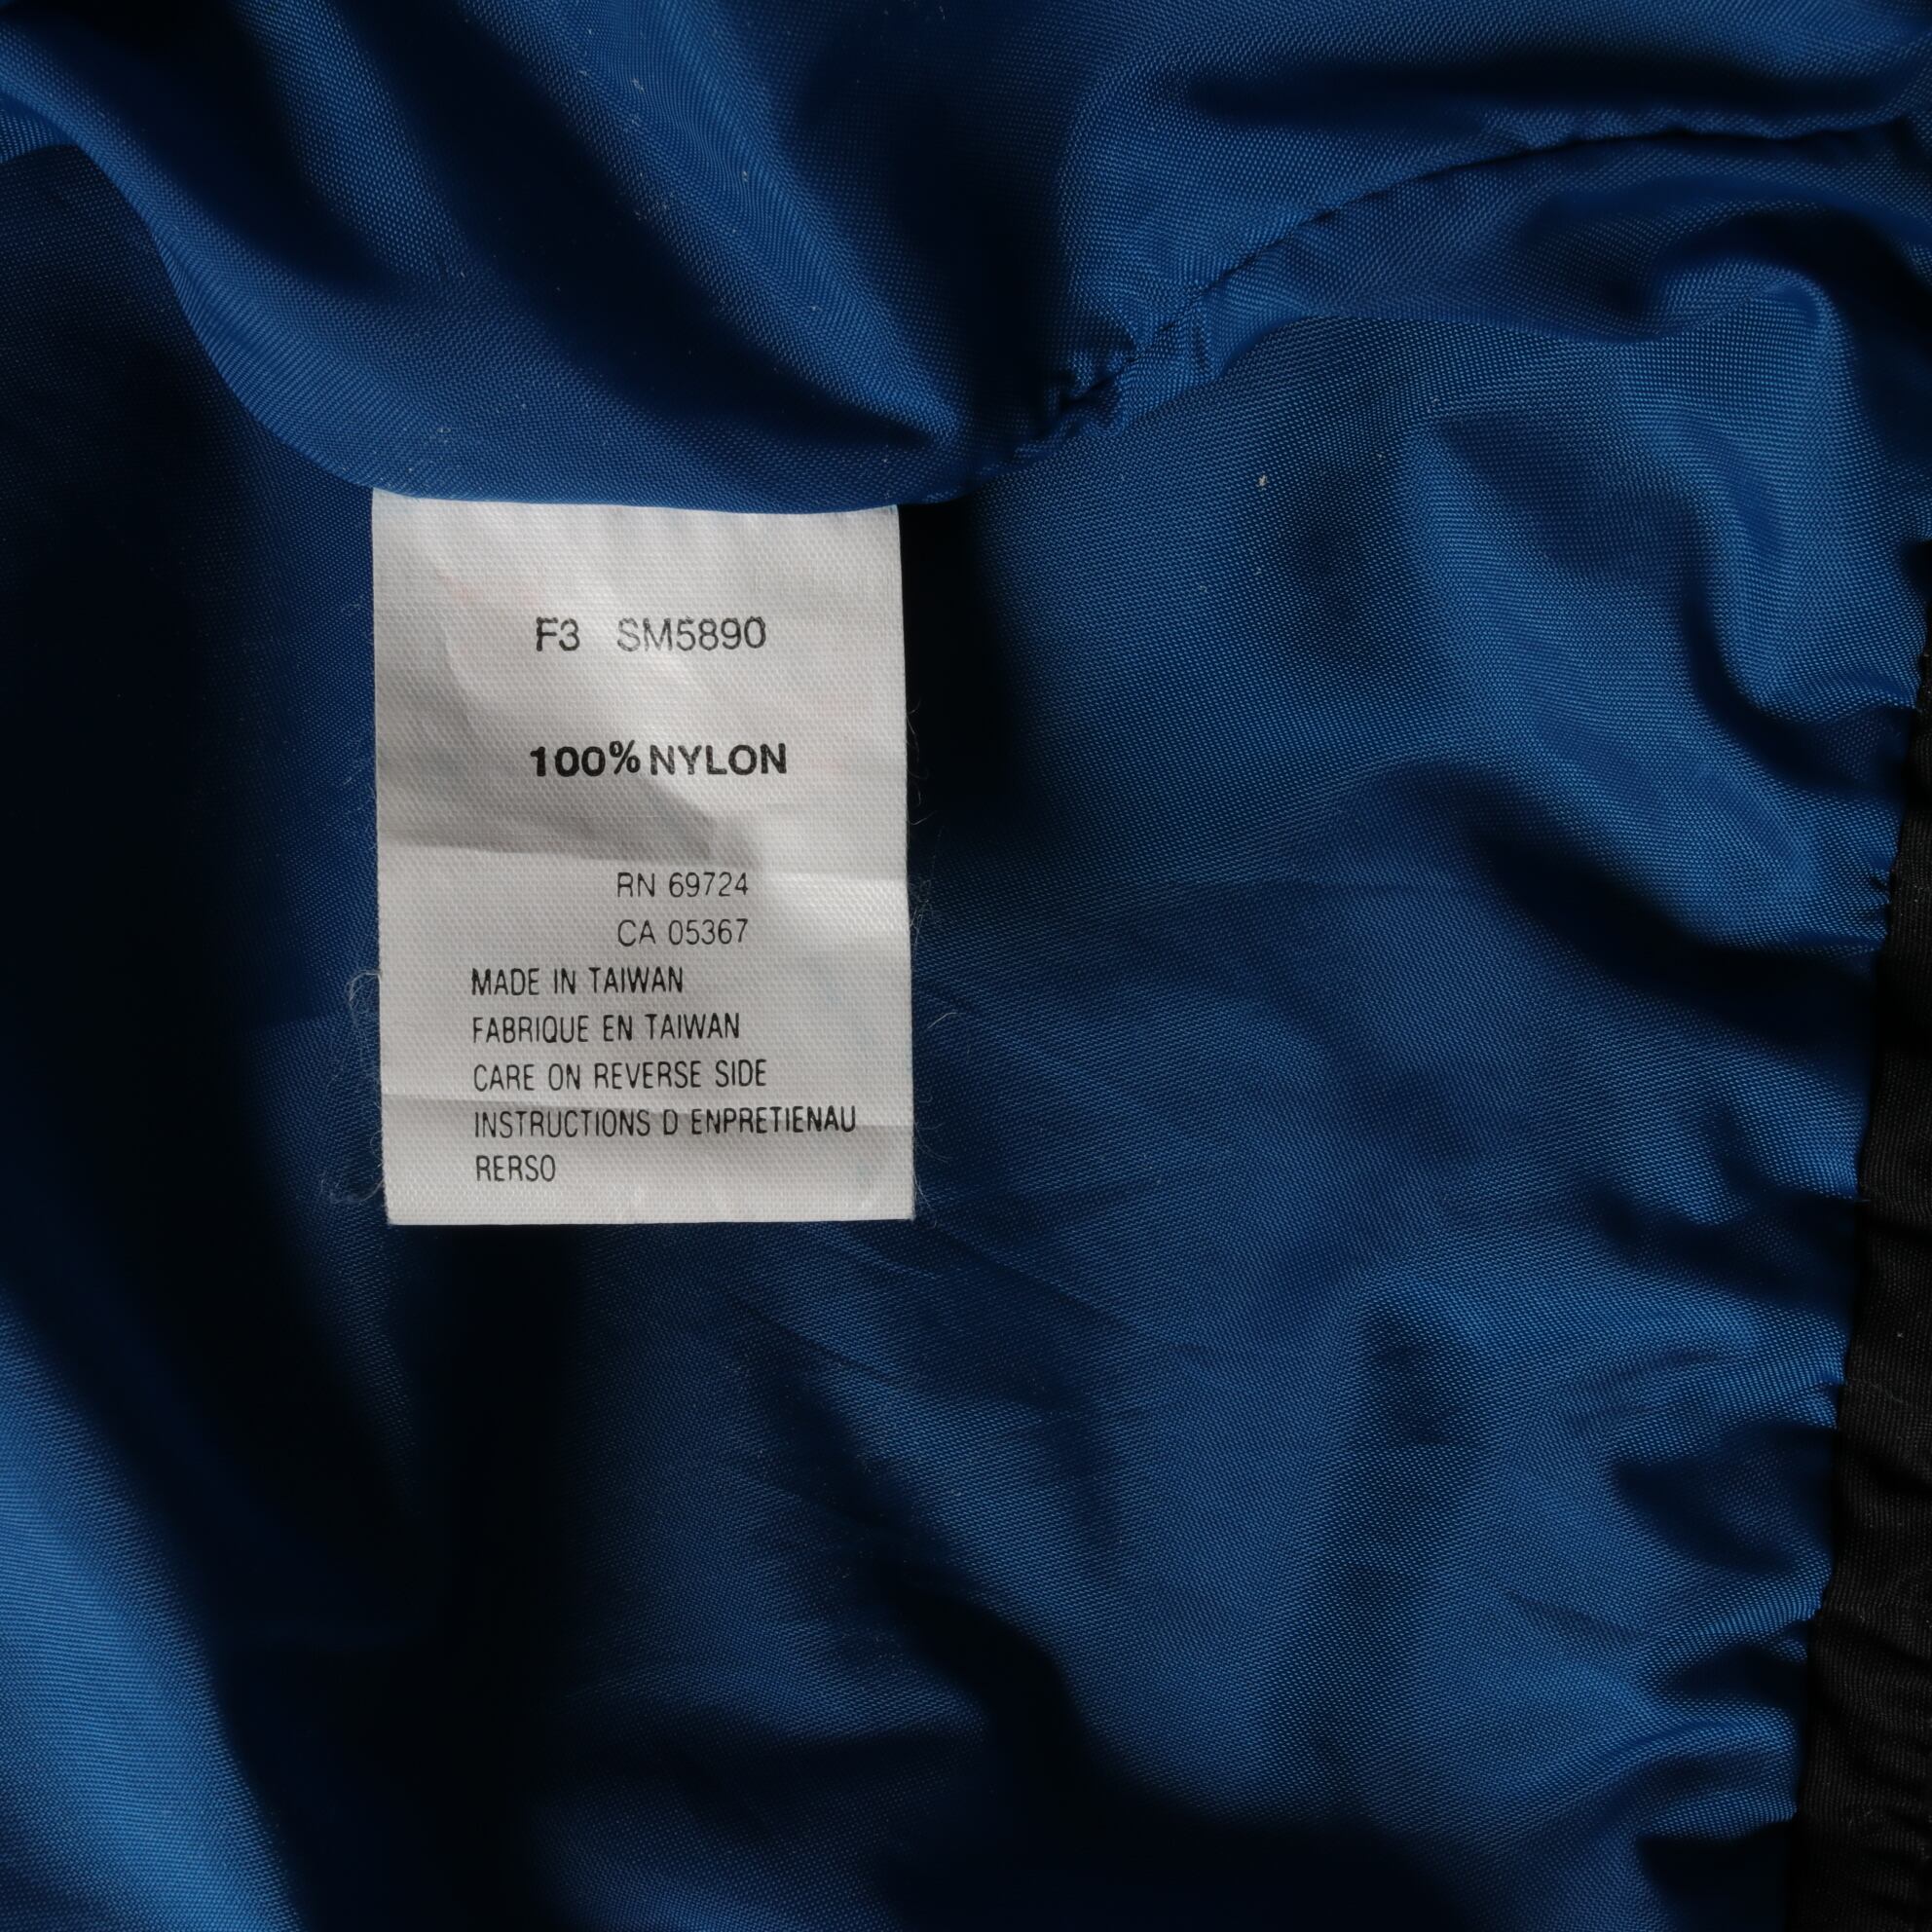 F3 SM5890
100% NYLON
RN 69724
CA 05367
MADE IN TAIWAN
FABRIQUE EN TAIWAN
CARE ON REVERSE SIDE
INSTRUCTIONS D ENPRETIENAU
RERSO